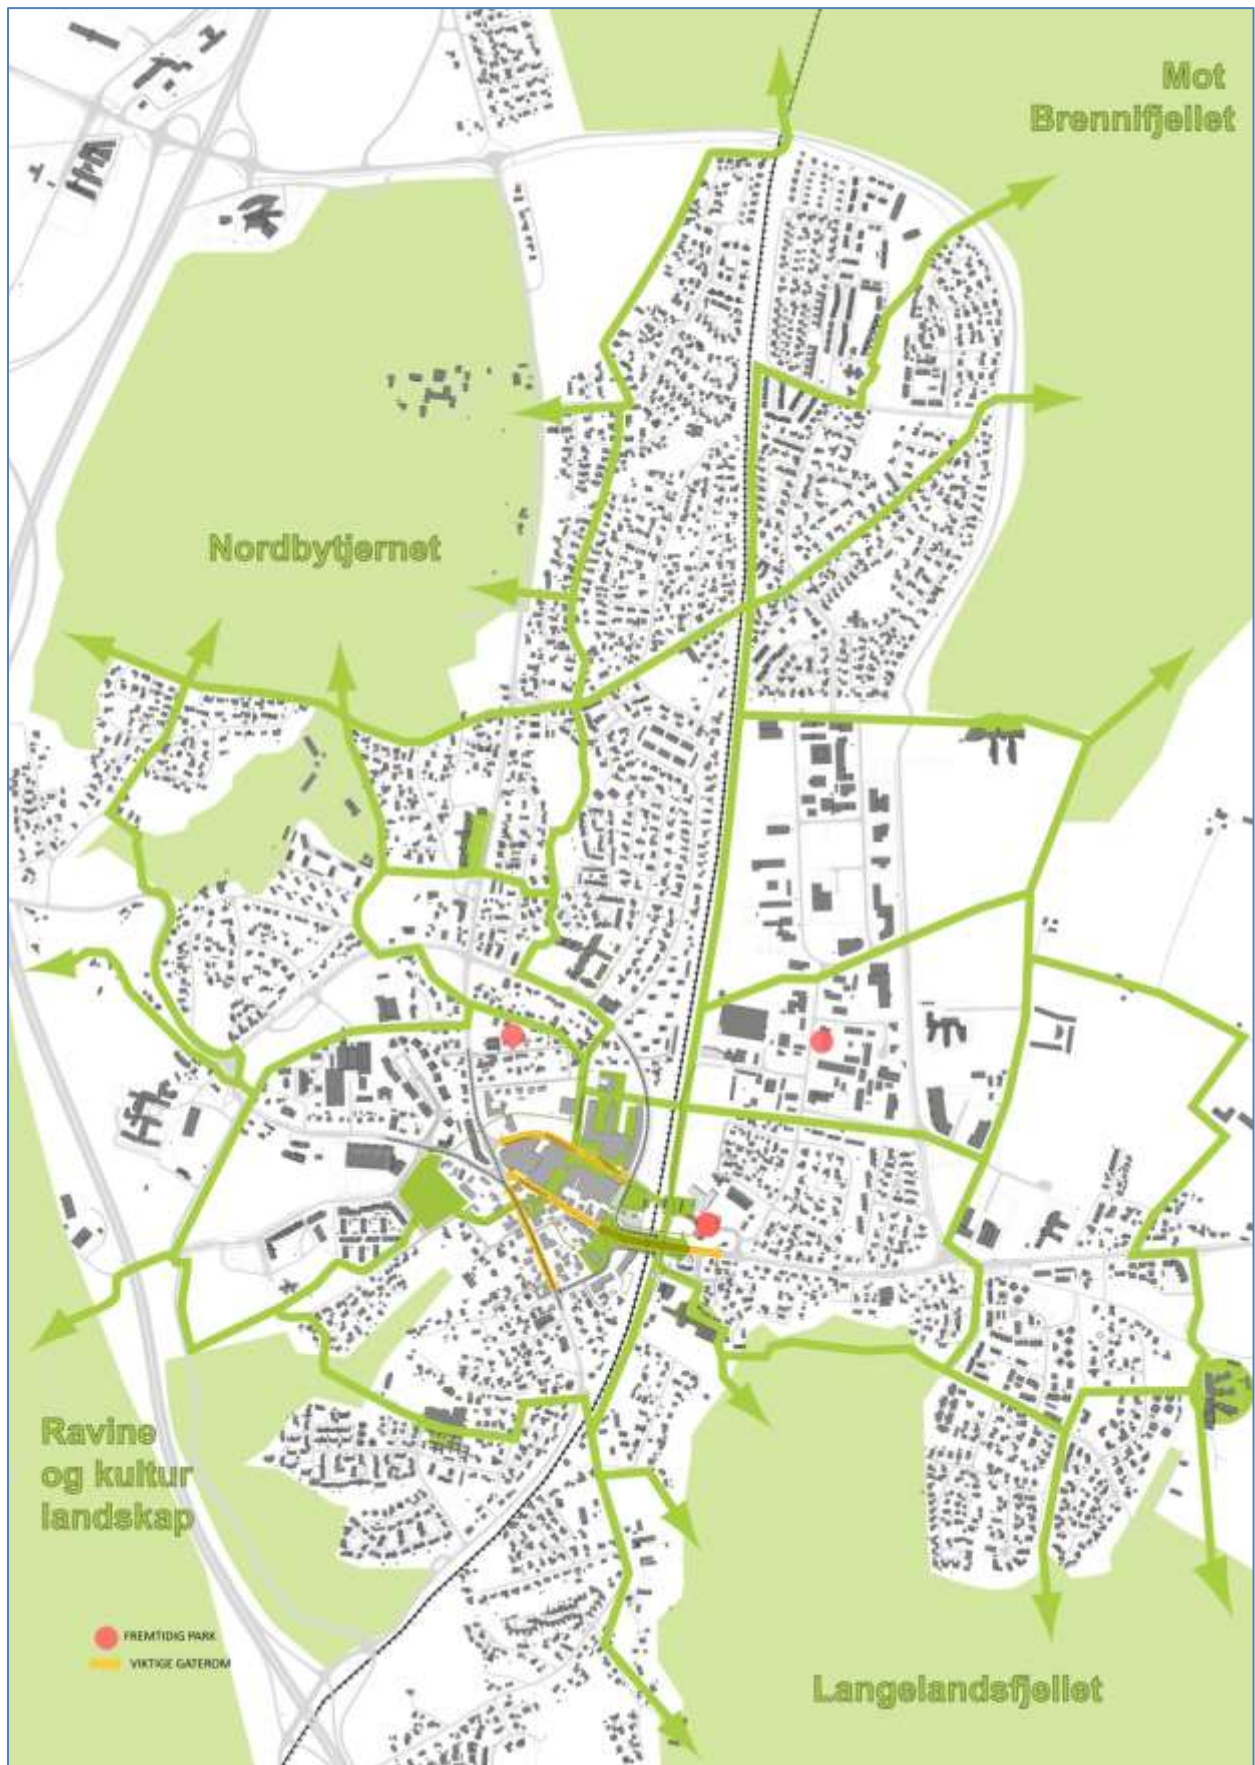 Mot
Brennifjellet
Nordbytjernet
Ravine
og kultur
landskap
FREMTIDIG PARK
VIKTIGE GATEROM
Langelandsfjellet